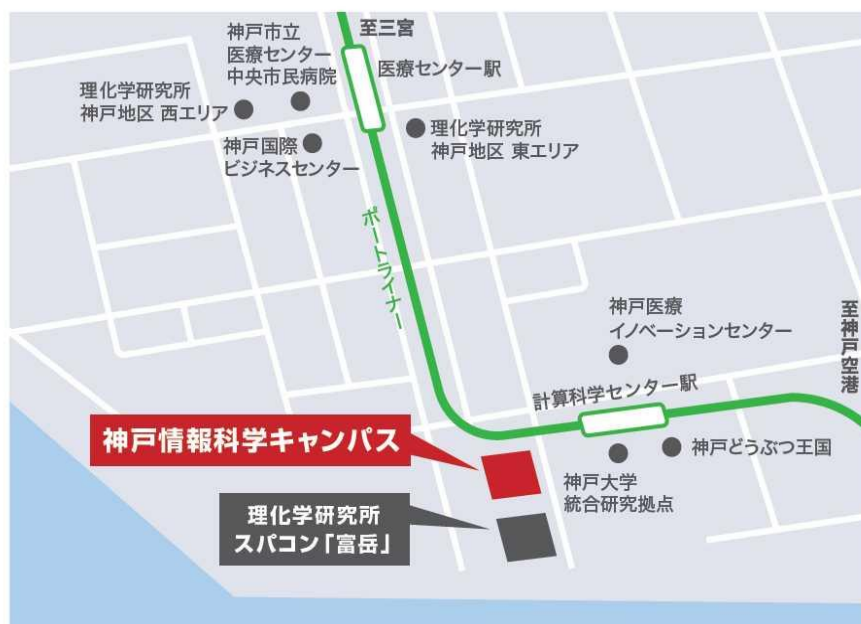 神戸市立
医療センター
中央市民病院
至三宮
医療センター駅
理化学研究所
神戸地区 西エリア
神戸国際
ビジネスセンター
理化学研究所
神戸地区 東エリア
ポートライナー
神戸医療
イノベーションセンター
至神戸空港
計算科学センター駅
神戸情報科学キャンパス
神戸どうぶつ王国
神戸大学
統合研究拠点
理化学研究所
スパコン「富岳」